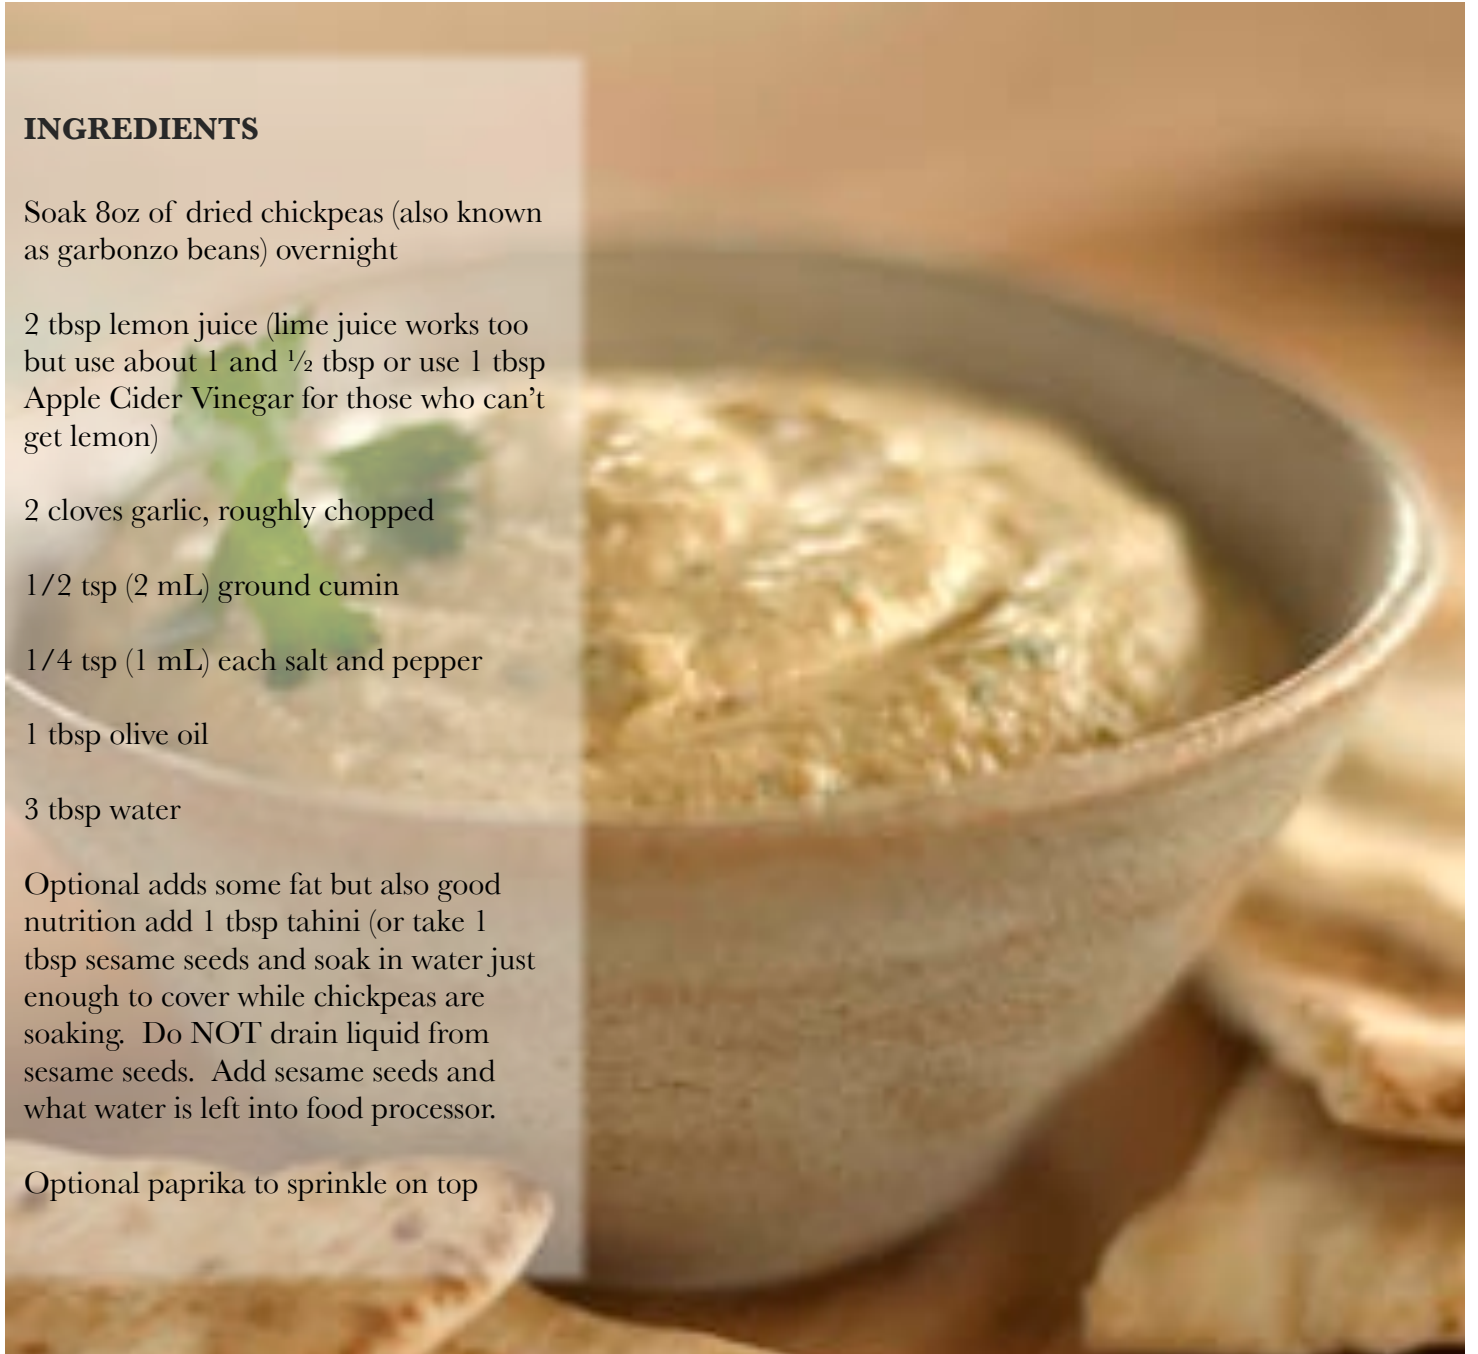 INGREDIENTS
Soak 8oz of dried chickpeas (also known
as garbonzo beans) overnight
2 tbsp lemon juice (lime juice works too
but use about 1 and ½ tbsp or use 1 tbsp
Apple Cider Vinegar for those who can’t
get lemon)
2 cloves garlic, roughly chopped
1/2 tsp (2 mL) ground cumin
1/4 tsp (1 mL) each salt and pepper
1 tbsp olive oil
3 tbsp water
Optional adds some fat but also good
nutrition add 1 tbsp tahini (or take 1
tbsp sesame seeds and soak in water just
enough to cover while chickpeas are
soaking.  Do NOT drain liquid from
sesame seeds.  Add sesame seeds and
what water is left into food processor.
Optional paprika to sprinkle on top